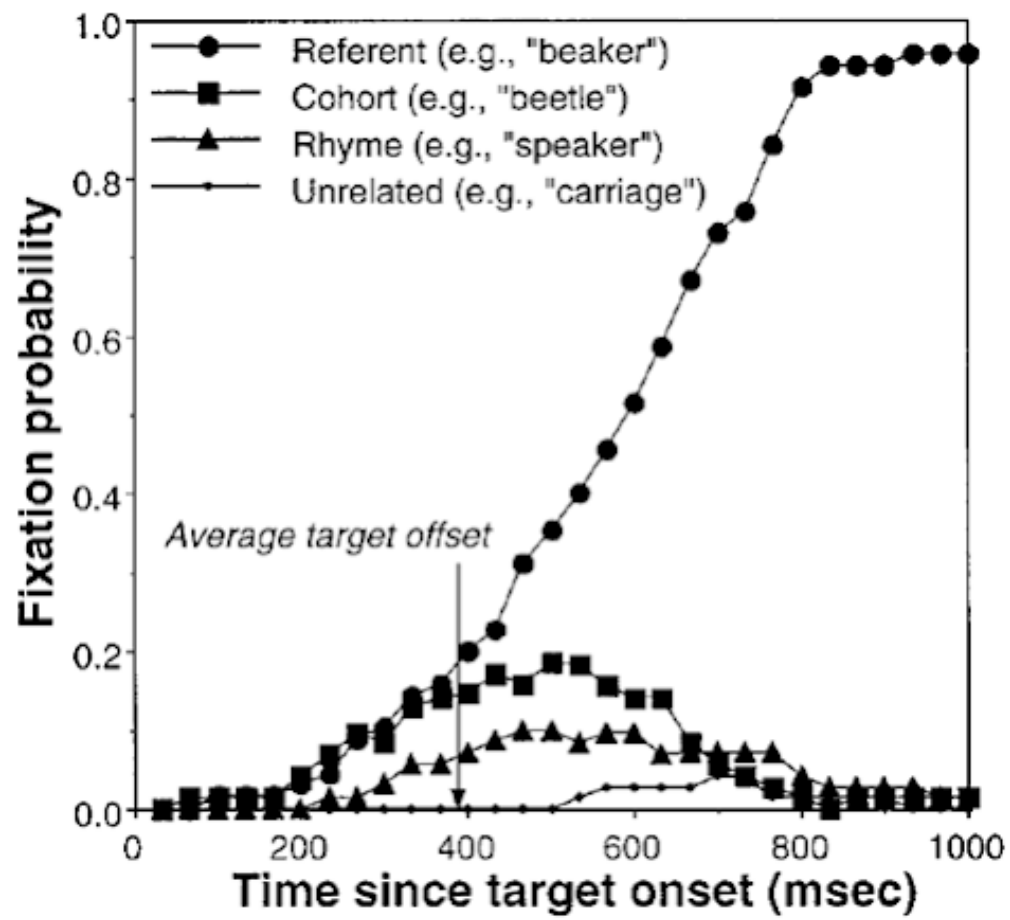 1.0
Referent (e.g., "beaker")
Cohort (e.g., "beetle")
Rhyme (e.g., "speaker")
0.8
Unrelated (e.g., "carriage")
Fixation probability
0.6
0.4
Average target offset
0.2
0.0
0 200 400 600 800 1000
Time since target onset (msec)